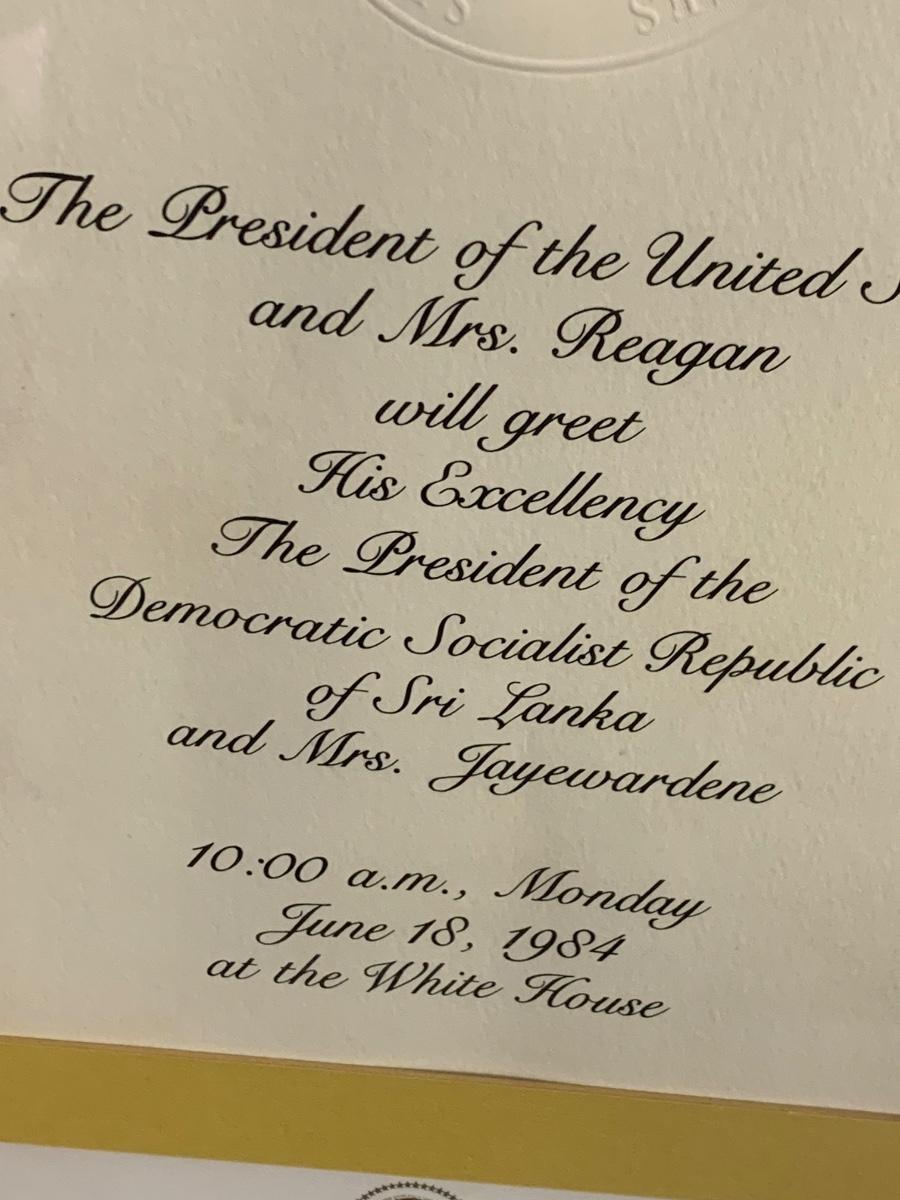 The President of the United
and Mrs. Reagan
will greet
His Excellency
The President of the
Democratic Socialist Republic
of Sri Lanka
and Mrs. Jayewardene
10:00 a.m., Monday
June 18, 1984
at the White House